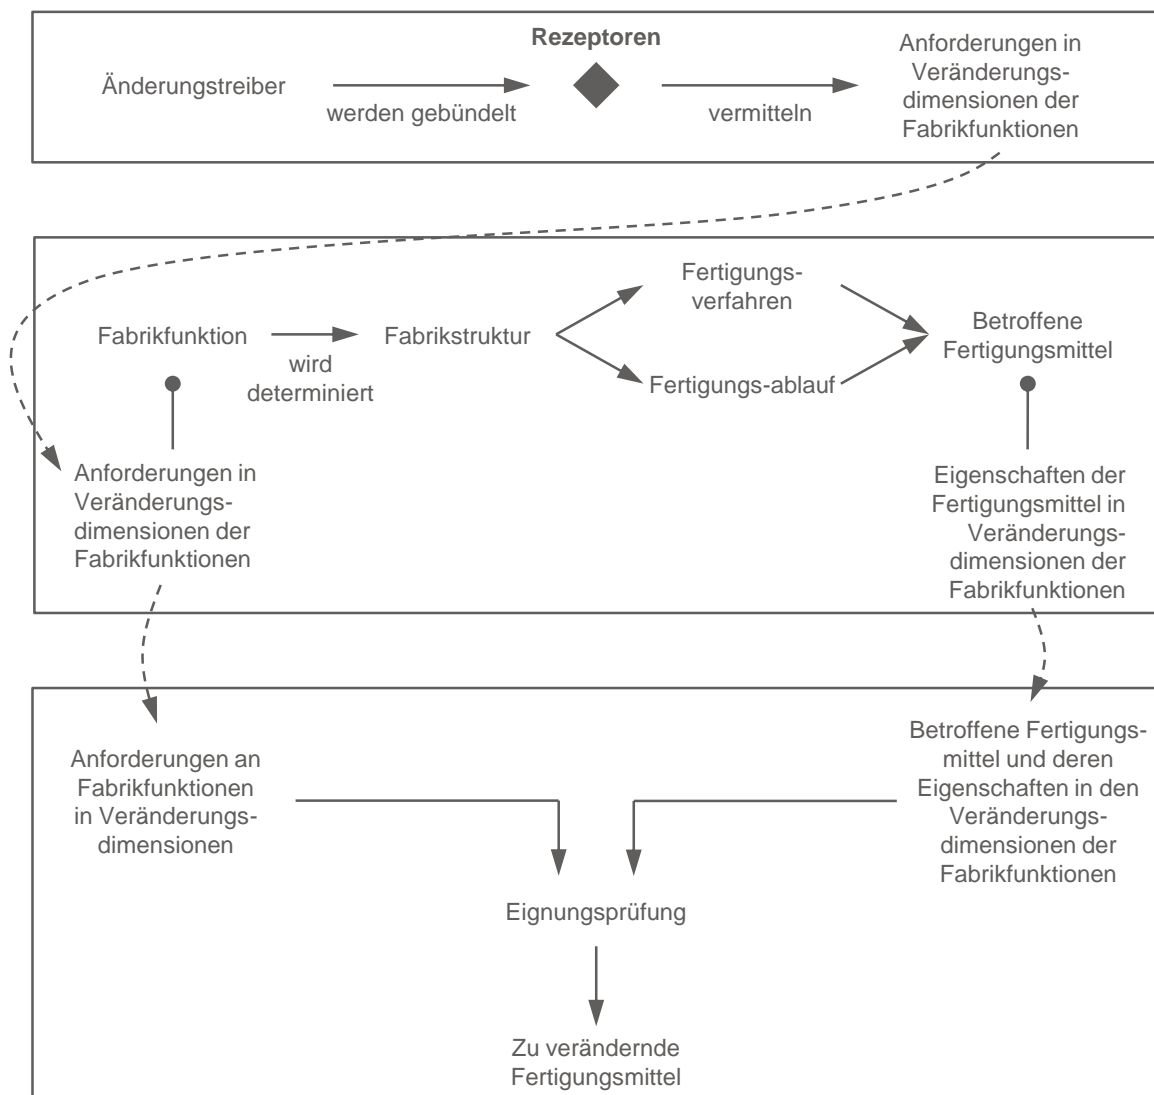 Rezeptoren
Änderungstreiber
werden gebündelt
vermitteln
Anforderungen in
Veränderungs-
dimensionen der
Fabrikfunktionen
Fabrikfunktion
wird
determiniert
Fabrikstruktur
Fertigungs-
verfahren
Fertigungs-ablauf
Betroffene
Fertigungsmittel
Anforderungen in
Veränderungs-
dimensionen der
Fabrikfunktionen
Eigenschaften der
Fertigungsmittel in
Veränderungs-
dimensionen der
Fabrikfunktionen
Anforderungen an
Fabrikfunktionen
in Veränderungs-
dimensionen
Betroffene Fertigungs-
mittel und deren
Eigenschaften in den
Veränderungs-
dimensionen der
Fabrikfunktionen
Eignungsprüfung
Zu verändernde
Fertigungsmittel